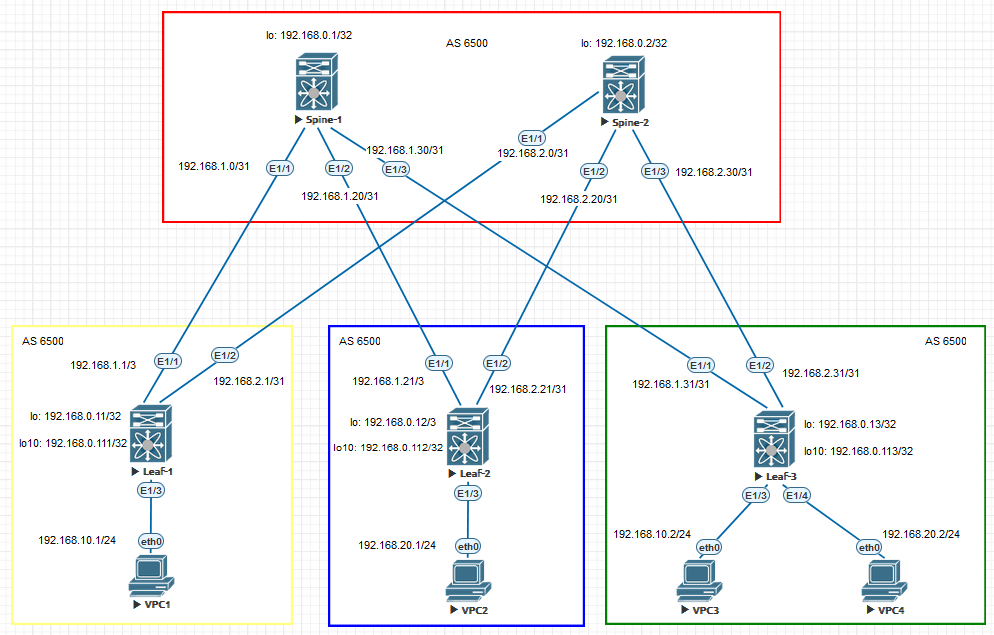 lo: 192.168.0.1/32
AS 6500
lo: 192.168.0.2/32
Spine-1
Spine-2
192.168.1.30/31
E1/1
192.168.2.0/31
192.168.1.0/31
E1/1
E1/2
E1/3
E1/2
E1/3
192.168.2.30/31
192.168.1.20/31
192.168.2.20/31
AS 6500
192.168.1.1/3
E1/1
E1/2
192.168.2.1/31
lo: 192.168.0.11/32
lo10: 192.168.0.111/32
Leaf-1
E1/3
192.168.10.1/24
eth0
VPC1
AS 6500
E1/1
E1/2
192.168.1.21/3
192.168.2.21/31
lo: 192.168.0.12/3
lo10: 192.168.0.112/32
Leaf-2
E1/3
192.168.20.1/24
eth0
VPC2
AS 6500
E1/1
E1/2
192.168.2.31/31
192.168.1.31/31
lo: 192.168.0.13/32
lo10: 192.168.0.113/32
Leaf-3
E1/3
E1/4
192.168.10.2/24
192.168.20.2/24
eth0
eth0
VPC3
VPC4